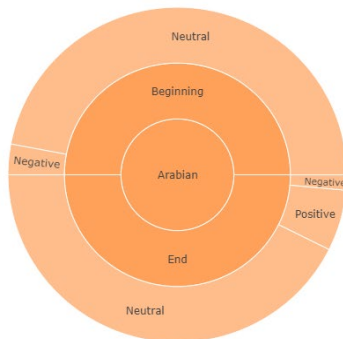 Neutral
Beginning
Negative
Arabian
Negative
Positive
End
Neutral